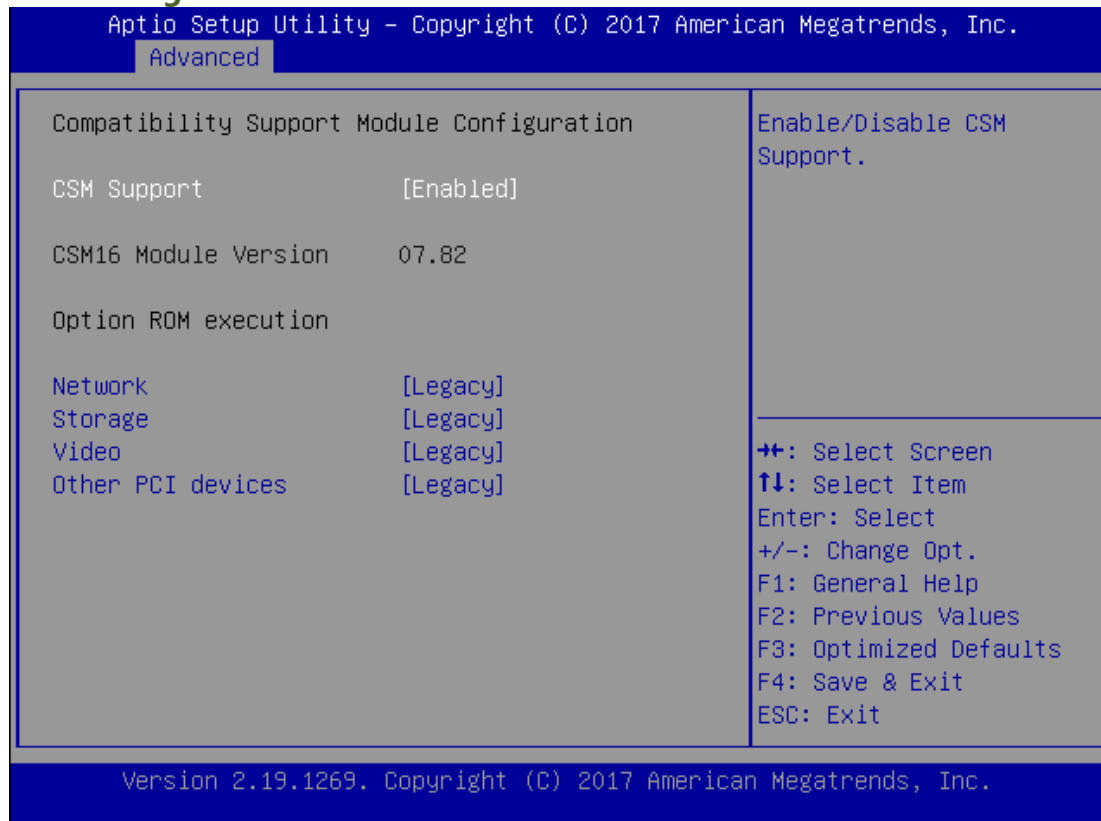 Aptio Setup Utility – Copyright (C) 2017 American Megatrends, Inc.
Advanced
Compatibility Support Module Configuration
CSM Support [Enabled]
CSM16 Module Version 07.82
Option ROM execution
Network [Legacy]
Storage [Legacy]
Video [Legacy]
Other PCI devices [Legacy]
Enable/Disable CSM
Support.
→←: Select Screen
↑↓: Select Item
Enter: Select
+/-: Change Opt.
F1: General Help
F2: Previous Values
F3: Optimized Defaults
F4: Save & Exit
ESC: Exit
Version 2.19.1269. Copyright (C) 2017 American Megatrends, Inc.